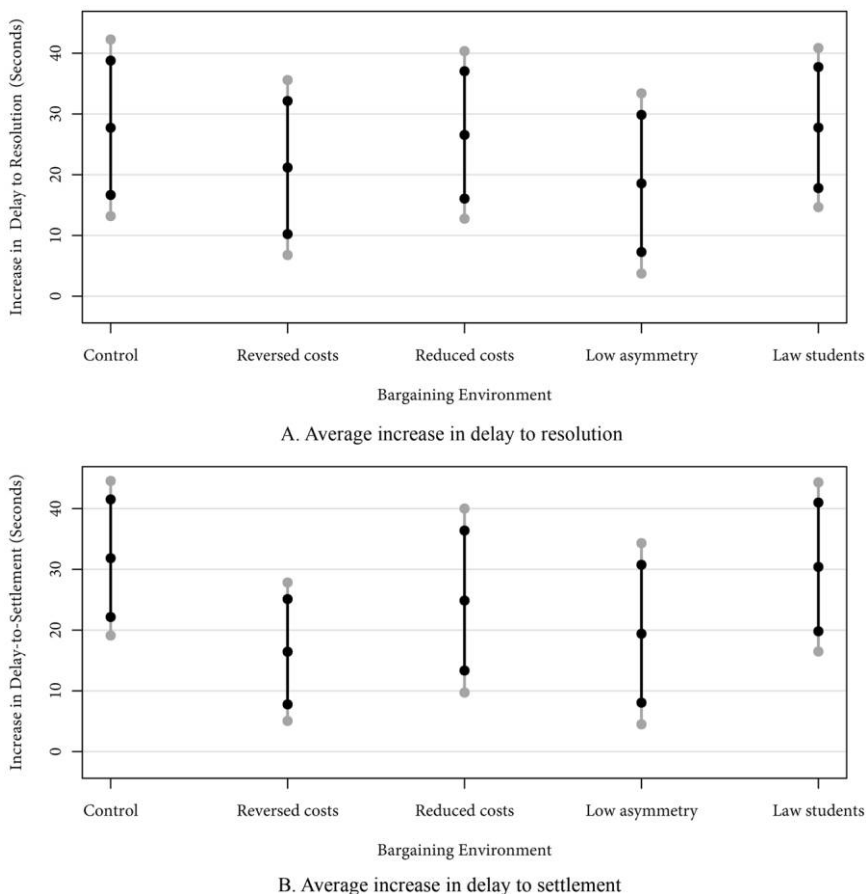 Increase in Delay to Resolution (Seconds)
40
30
20
10
0
Control Reversed costs Reduced costs Low asymmetry Law students
Bargaining Environment
A. Average increase in delay to resolution
Increase in Delay-to-Settlement (Seconds)
40
30
20
10
0
Control Reversed costs Reduced costs Low asymmetry Law students
Bargaining Environment
B. Average increase in delay to settlement